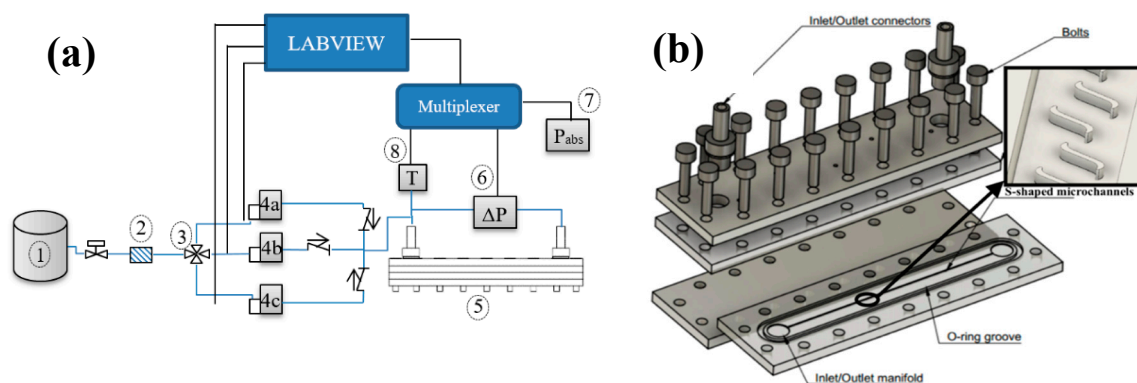 (a)
LABVIEW
Multiplexer
7
P_abs
8
T
6
ΔP
1
2
3
4a
4b
4c
5
(b)
Inlet/Outlet connectors
Bolts
S-shaped microchannels
O-ring groove
Inlet/Outlet manifold